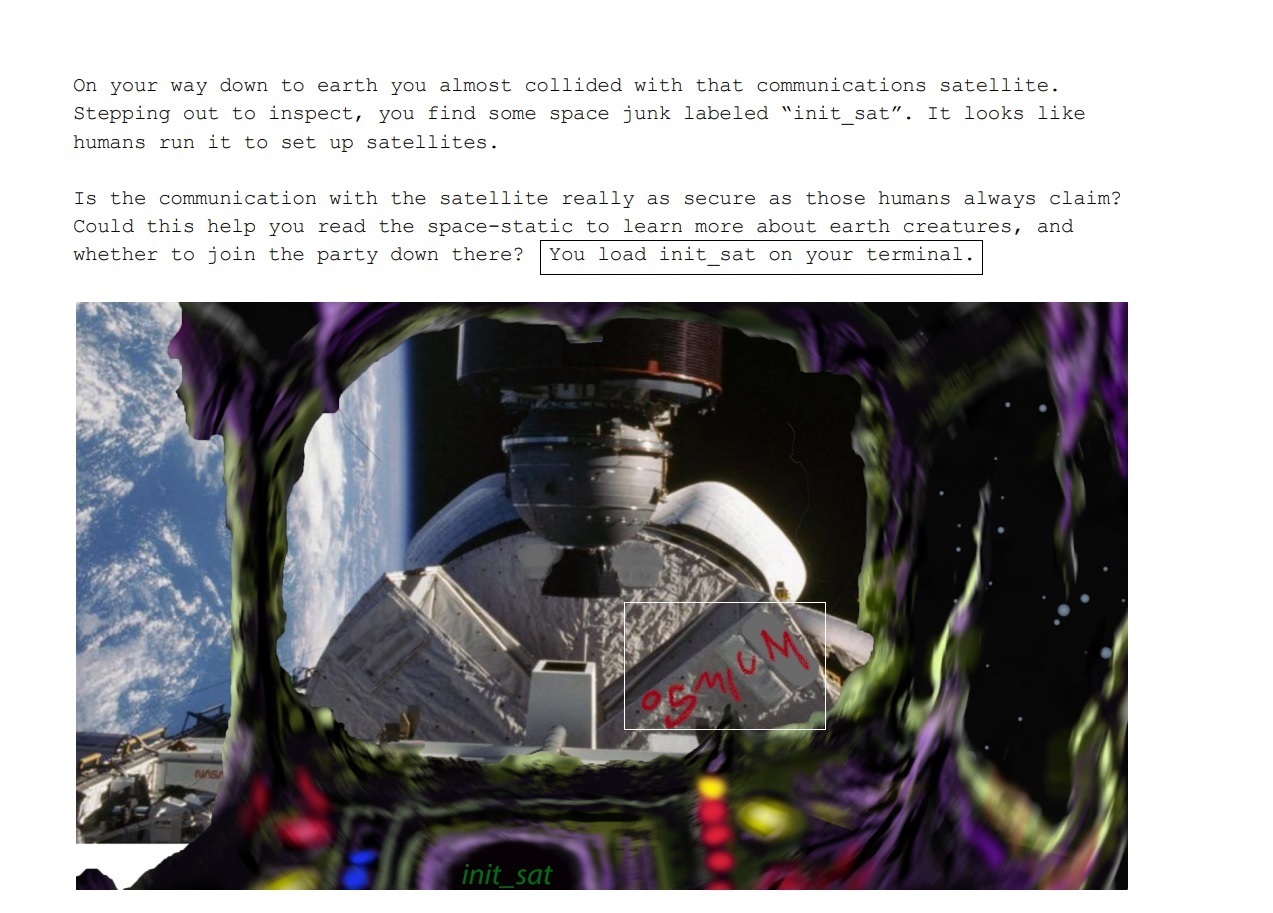 On your way down to earth you almost collided with that communications satellite.
Stepping out to inspect, you find some space junk labeled “init_sat”. It looks like
humans run it to set up satellites.
Is the communication with the satellite really as secure as those humans always claim?
Could this help you read the space-static to learn more about earth creatures, and
whether to join the party down there? You load init_sat on your terminal.
OSMIUM
NASA
init_sat